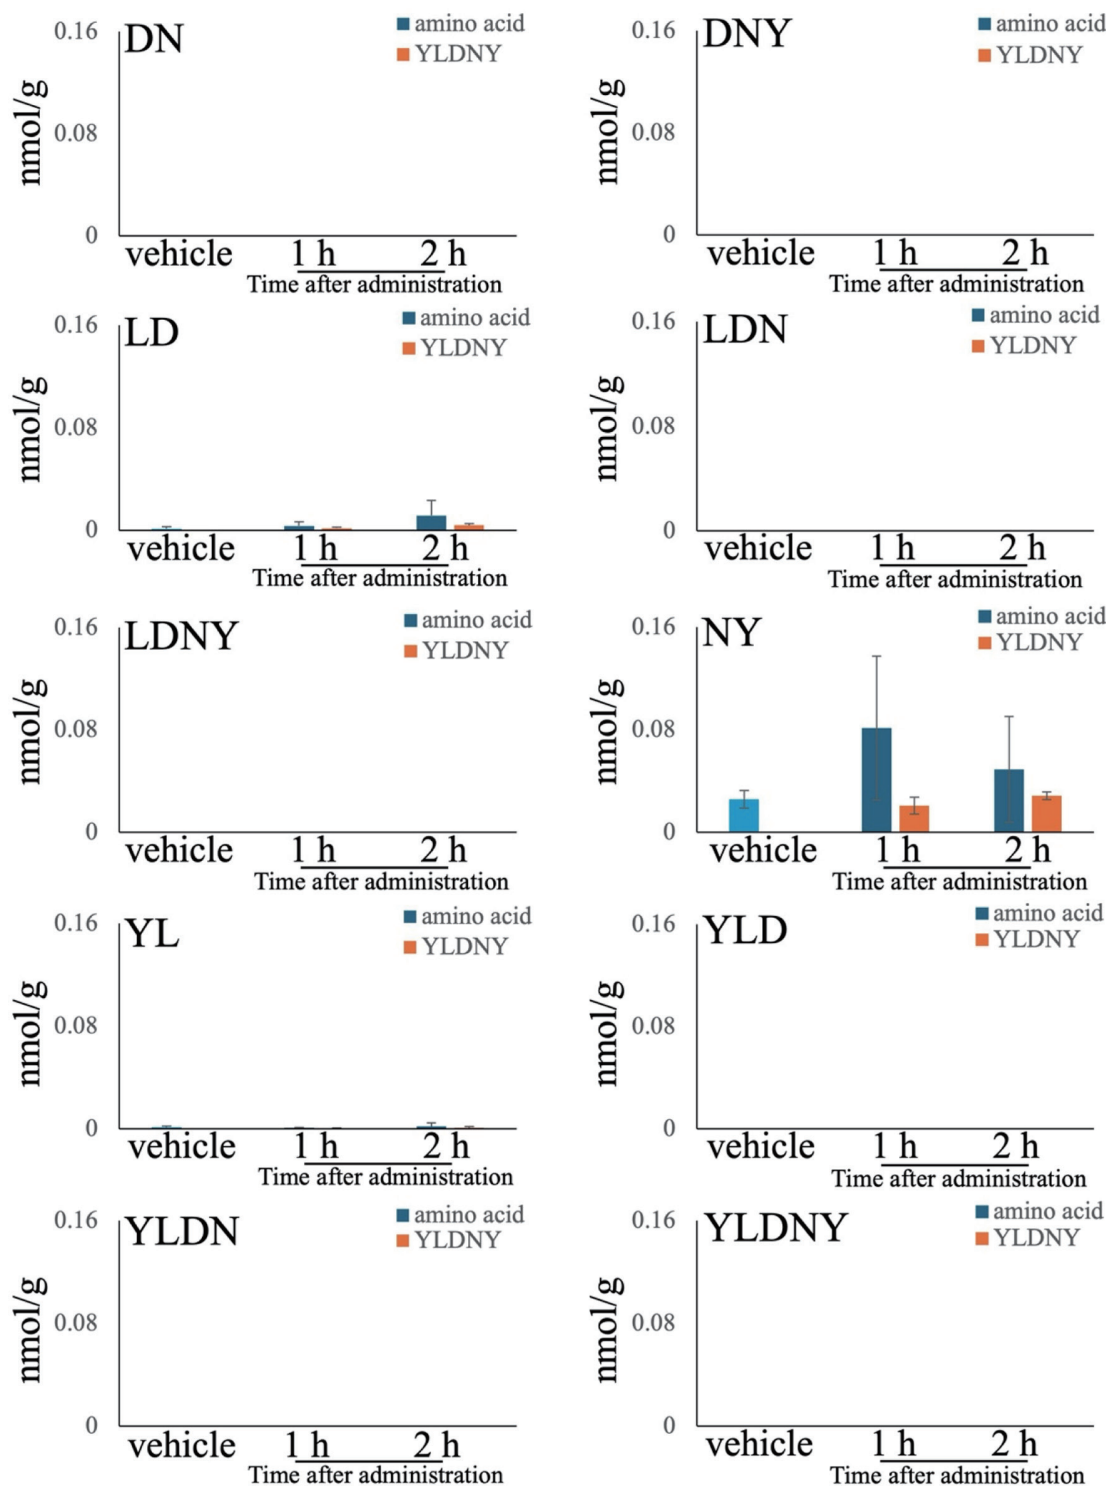 DN
amino acid
YLDNY
0.16
nmol/g
0.08
0
vehicle 1 h 2 h
Time after administration
DNY
amino acid
YLDNY
0.16
nmol/g
0.08
0
vehicle 1 h 2 h
Time after administration
LD
amino acid
YLDNY
0.16
nmol/g
0.08
0
vehicle 1 h 2 h
Time after administration
LDN
amino acid
YLDNY
0.16
nmol/g
0.08
0
vehicle 1 h 2 h
Time after administration
LDNY
amino acid
YLDNY
0.16
nmol/g
0.08
0
vehicle 1 h 2 h
Time after administration
NY
amino acid
YLDNY
0.16
nmol/g
0.08
0
vehicle 1 h 2 h
Time after administration
YL
amino acid
YLDNY
0.16
nmol/g
0.08
0
vehicle 1 h 2 h
Time after administration
YLD
amino acid
YLDNY
0.16
nmol/g
0.08
0
vehicle 1 h 2 h
Time after administration
YLDN
amino acid
YLDNY
0.16
nmol/g
0.08
0
vehicle 1 h 2 h
Time after administration
YLDNY
amino acid
YLDNY
0.16
nmol/g
0.08
0
vehicle 1 h 2 h
Time after administration